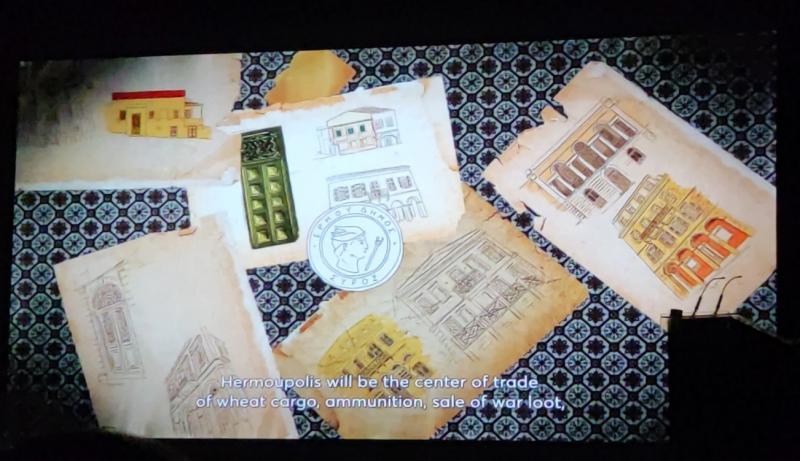 ΕΡΜΟΥ ΔΗΜΟΣ
ΣΥΡΟΣ
Hermoupolis will be the center of trade
of wheat cargo, ammunition, sale of war loot,